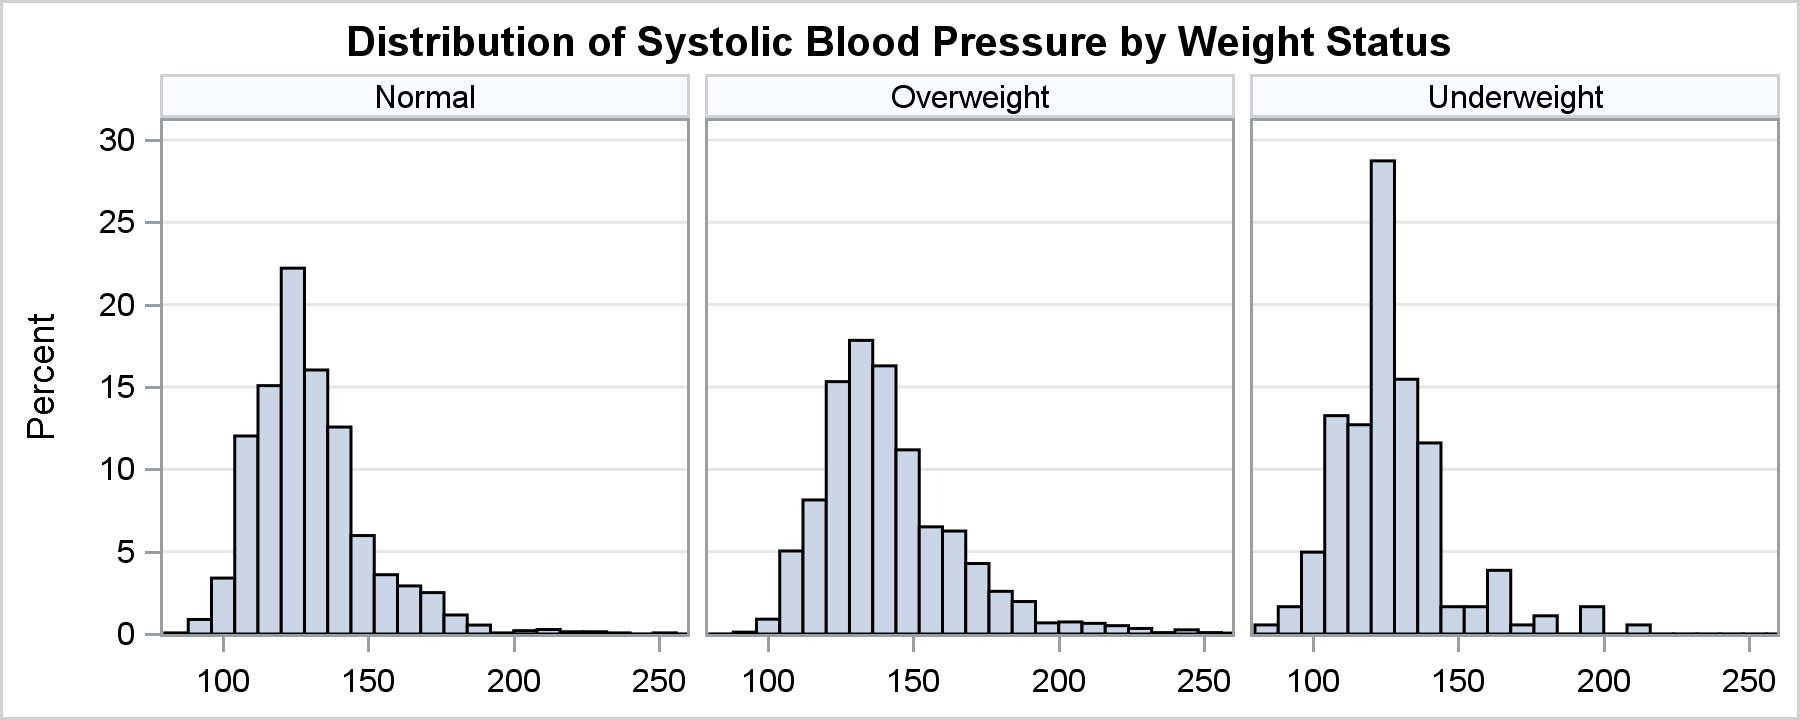 Distribution of Systolic Blood Pressure by Weight Status
Normal Overweight Underweight
30
25
20
15
10
5
0
Percent
100 150 200 250 100 150 200 250 100 150 200 250